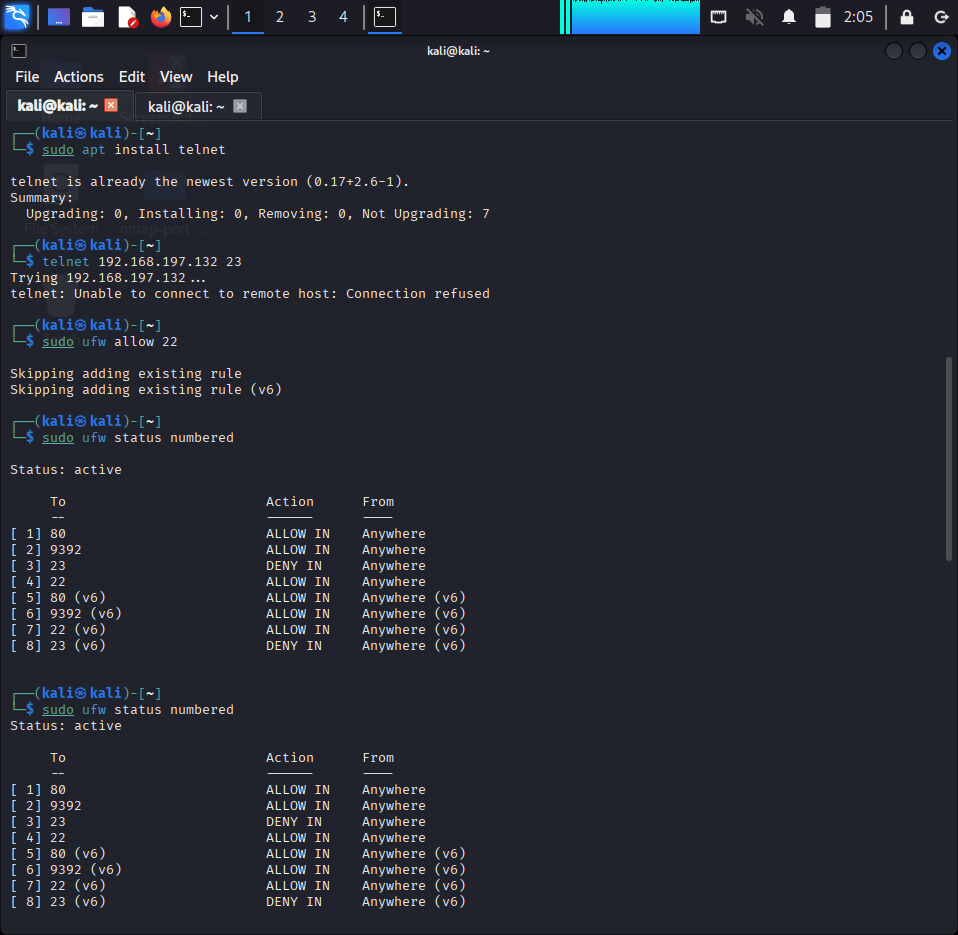 1 2 3 4 2:05
kali@kali: ~
File Actions Edit View Help
kali@kali: ~ kali@kali: ~
┌──(kali㉿kali)-[~]
└─$ sudo apt install telnet
telnet is already the newest version (0.17+2.6-1).
Summary:
Upgrading: 0, Installing: 0, Removing: 0, Not Upgrading: 7
File System nmap-port-...
┌──(kali㉿kali)-[~]
└─$ telnet 192.168.197.132 23
Trying 192.168.197.132...
telnet: Unable to connect to remote host: Connection refused
┌──(kali㉿kali)-[~]
└─$ sudo ufw allow 22
Skipping adding existing rule
Skipping adding existing rule (v6)
┌──(kali㉿kali)-[~]
└─$ sudo ufw status numbered
Status: active
To Action From
-- ------ ----
[ 1] 80 ALLOW IN Anywhere
[ 2] 9392 ALLOW IN Anywhere
[ 3] 23 DENY IN Anywhere
[ 4] 22 ALLOW IN Anywhere
[ 5] 80 (v6) ALLOW IN Anywhere (v6)
[ 6] 9392 (v6) ALLOW IN Anywhere (v6)
[ 7] 22 (v6) ALLOW IN Anywhere (v6)
[ 8] 23 (v6) DENY IN Anywhere (v6)
┌──(kali㉿kali)-[~]
└─$ sudo ufw status numbered
Status: active
To Action From
-- ------ ----
[ 1] 80 ALLOW IN Anywhere
[ 2] 9392 ALLOW IN Anywhere
[ 3] 23 DENY IN Anywhere
[ 4] 22 ALLOW IN Anywhere
[ 5] 80 (v6) ALLOW IN Anywhere (v6)
[ 6] 9392 (v6) ALLOW IN Anywhere (v6)
[ 7] 22 (v6) ALLOW IN Anywhere (v6)
[ 8] 23 (v6) DENY IN Anywhere (v6)